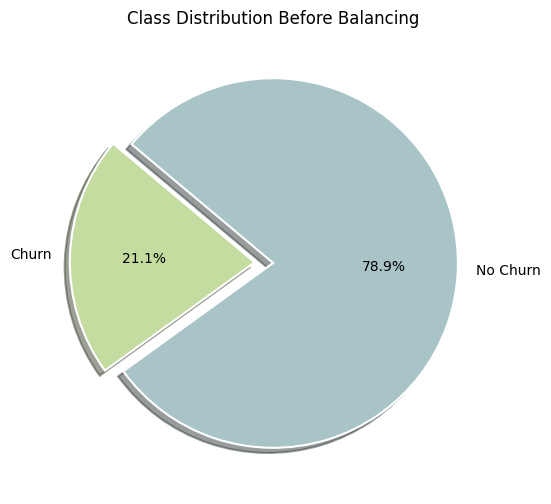 Class Distribution Before Balancing
Churn
21.1%
78.9%
No Churn